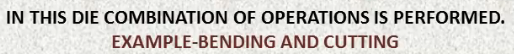 IN THIS DIE COMBINATION OF OPERATIONS IS PERFORMED.
EXAMPLE-BENDING AND CUTTING